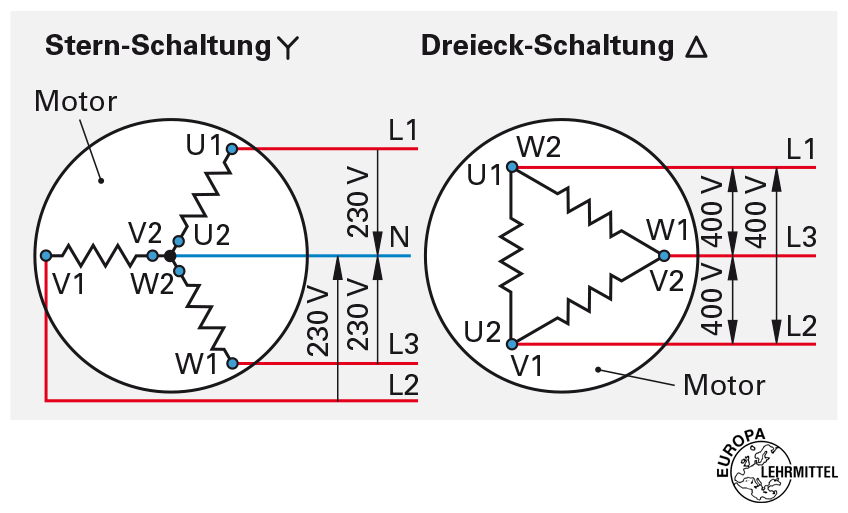 Stern-Schaltung Y
Dreieck-Schaltung Δ
Motor
U1
L1
230 V
V2
U2
N
V1
W2
230 V
230 V
W1
L3
L2
W2
U1
L1
400 V
400 V
W1
L3
V2
400 V
U2
L2
V1
Motor
EUROPA
LEHRMITTEL